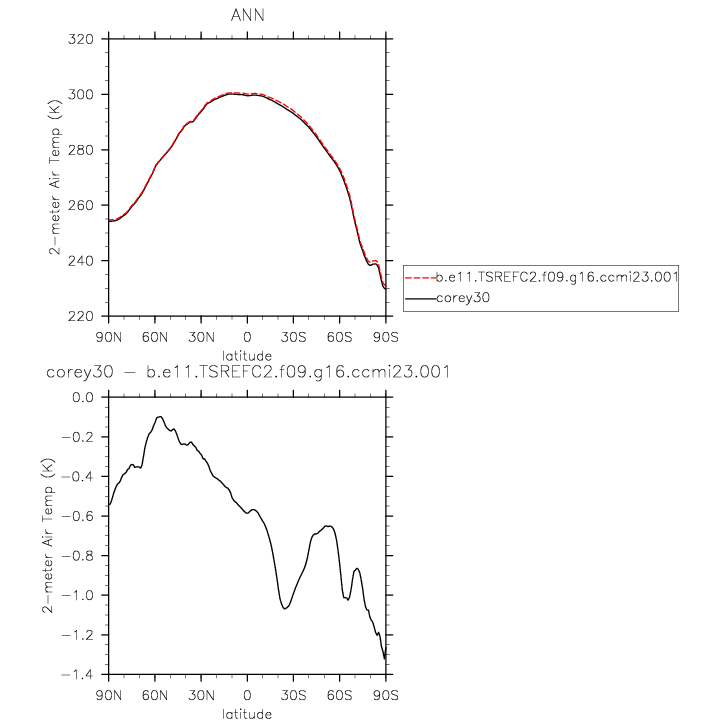 ANN
320
300
280
260
240
220
2-meter Air Temp (K)
90N 60N 30N 0 30S 60S 90S
latitude
b.e11.TSREFC2.f09.g16.ccmi23.001
corey30
corey30 - b.e11.TSREFC2.f09.g16.ccmi23.001
0.0
-0.2
-0.4
-0.6
-0.8
-1.0
-1.2
-1.4
2-meter Air Temp (K)
90N 60N 30N 0 30S 60S 90S
latitude